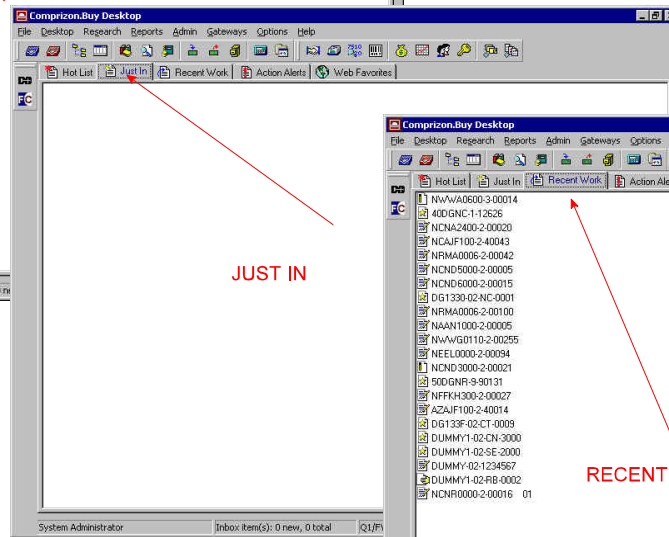 Comprizon.Buy Desktop
File Desktop Research Reports Admin Gateways Options Help
Hot List Just In Recent Work Action Alerts Web Favorites
FC
JUST IN
System Administrator Inbox item(s): 0 new, 0 total
Comprizon.Buy Desktop
File Desktop Research Reports Admin Gateways Options
Hot List Just In Recent Work Action Ale
FC
NWWA0600-3-00014
40DGNC-1-12626
NCNA2400-2-00020
NCAJF100-2-40043
NRMA0006-2-00042
NCND5000-2-00005
NCND6000-2-00015
DG1330-02-NC-0001
NRMA0006-2-00100
NAAN1000-2-00005
NWWG0110-2-00255
NEEL0000-2-00094
NCND3000-2-00021
50DGNR-9-90131
NFFKH300-2-00027
AZAJF100-2-40014
DG133F-02-CT-0009
DUMMY1-02-CN-3000
DUMMY1-02-SE-2000
DUMMY-02-1234567
DUMMY1-02-RB-0002
NCNR0000-2-00016 01
RECENT